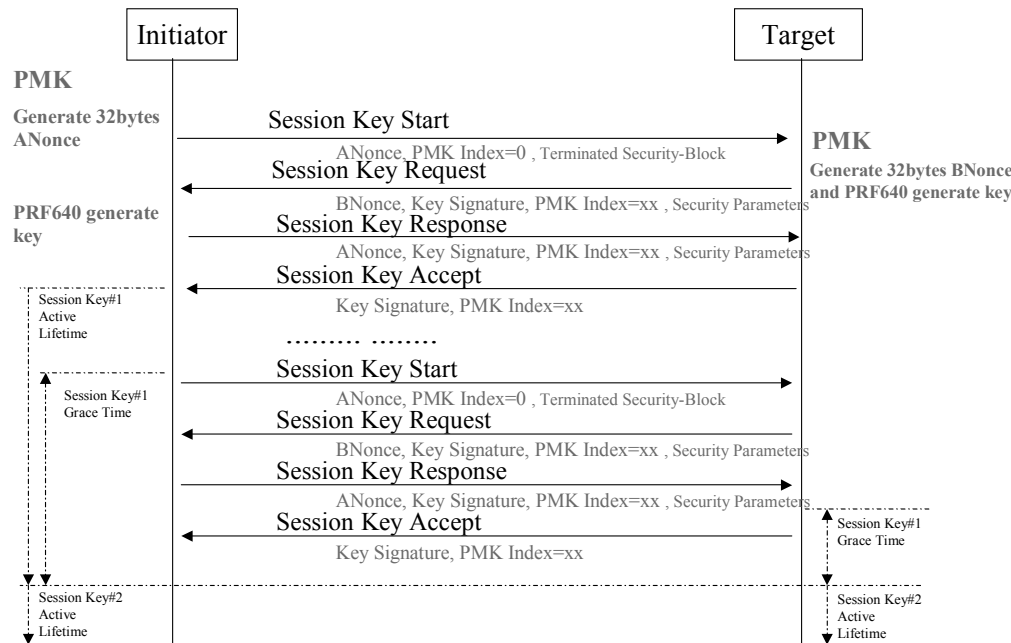 Initiator
Target
PMK
Generate 32bytes
ANonce
Session Key Start
ANonce, PMK Index=0 , Terminated Security-Block
PMK
Generate 32bytes BNonce
and PRF640 generate key
Session Key Request
BNonce, Key Signature, PMK Index=xx , Security Parameters
PRF640 generate
key
Session Key Response
ANonce, Key Signature, PMK Index=xx , Security Parameters
Session Key Accept
Key Signature, PMK Index=xx
Session Key#1
Active
Lifetime
......... ........
Session Key Start
ANonce, PMK Index=0 , Terminated Security-Block
Session Key#1
Grace Time
Session Key Request
BNonce, Key Signature, PMK Index=xx , Security Parameters
Session Key Response
ANonce, Key Signature, PMK Index=xx , Security Parameters
Session Key Accept
Key Signature, PMK Index=xx
Session Key#1
Grace Time
Session Key#2
Active
Lifetime
Session Key#2
Active
Lifetime